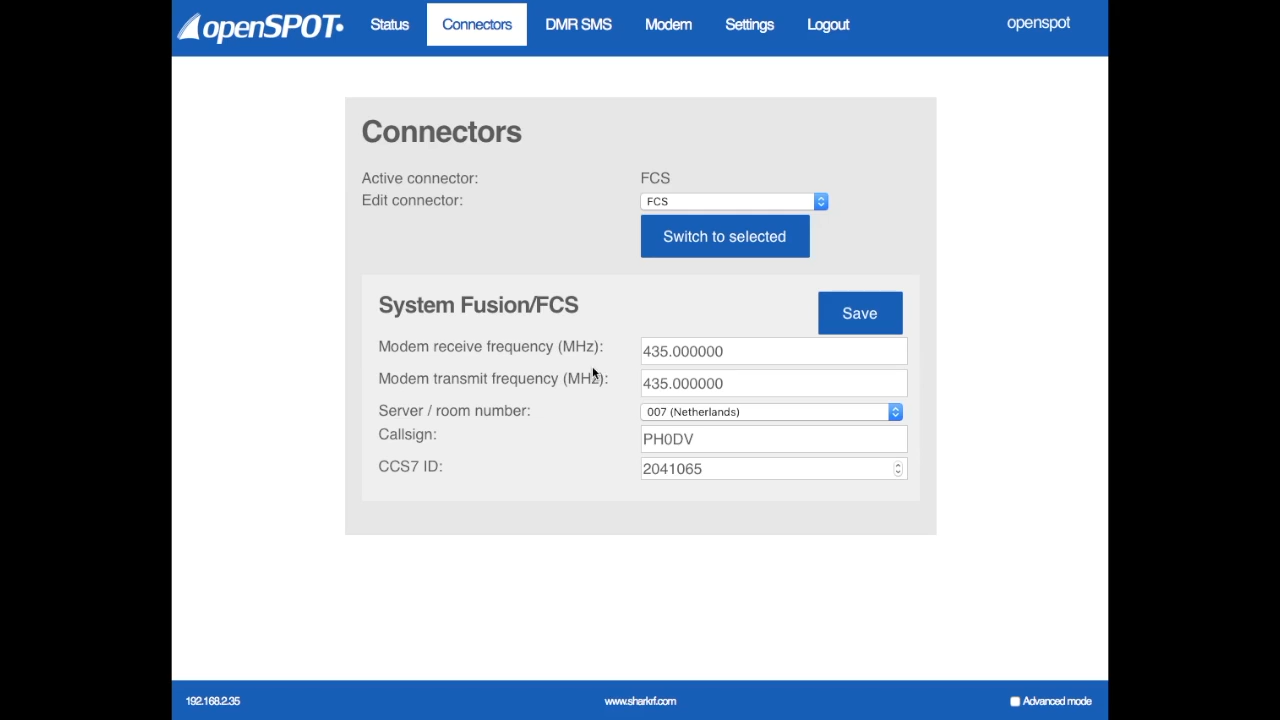 openSPOT Status Connectors DMR SMS Modem Settings Logout openspot
Connectors
Active connector: FCS
Edit connector: FCS
Switch to selected
System Fusion/FCS Save
Modem receive frequency (MHz): 435.000000
Modem transmit frequency (MHz): 435.000000
Server / room number: 007 (Netherlands)
Callsign: PH0DV
CCS7 ID: 2041065
192.168.2.35 www.sharkrf.com Advanced mode